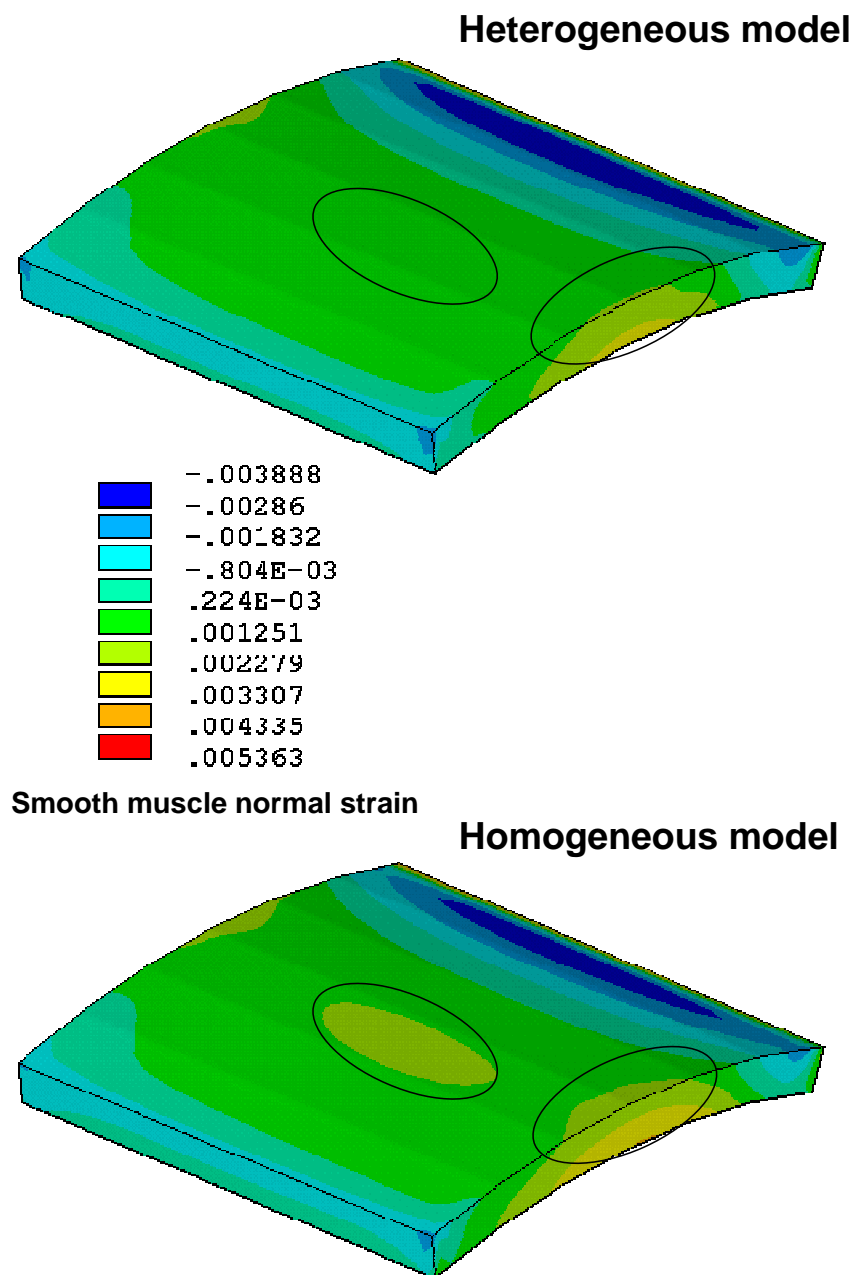 Heterogeneous model
-.003888
-.00286
-.001832
-.804E-03
.224E-03
.001251
.002279
.003307
.004335
.005363
Smooth muscle normal strain
Homogeneous model